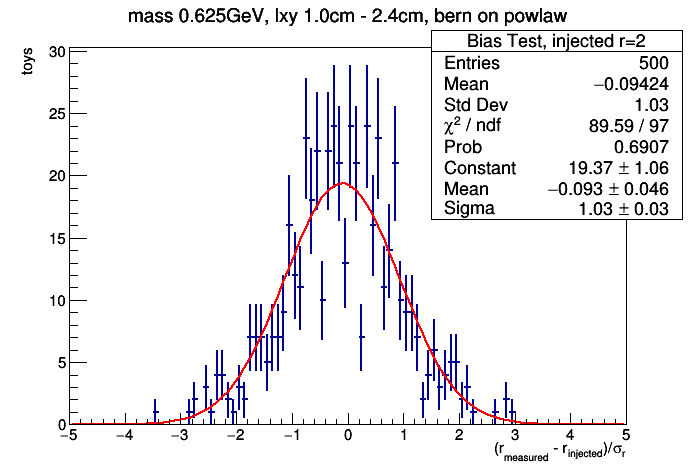 mass 0.625GeV, lxy 1.0cm - 2.4cm, bern on powlaw
toys
Bias Test, injected r=2
Entries 500
Mean −0.09424
Std Dev 1.03
χ² / ndf 89.59 / 97
Prob 0.6907
Constant 19.37 ± 1.06
Mean −0.093 ± 0.046
Sigma 1.03 ± 0.03
30
25
20
15
10
5
0
−5 −4 −3 −2 −1 0 1 2 3 4 5
(r_measured - r_injected)/σ_r